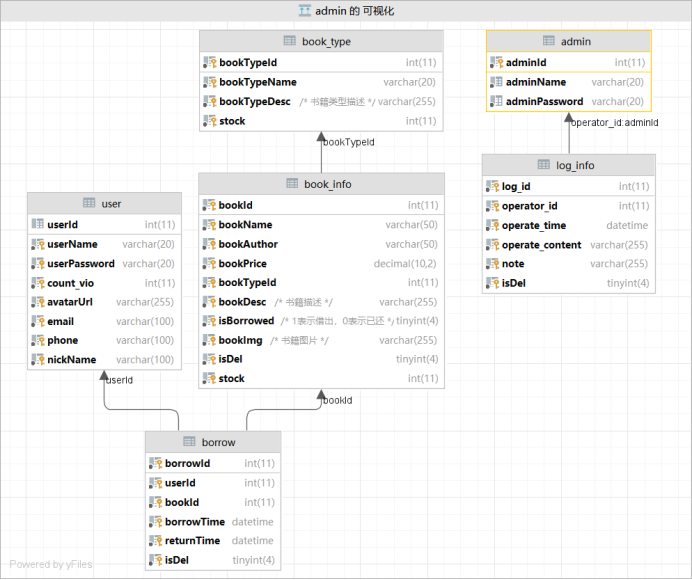 admin 的 可视化
book_type
bookTypeId int(11)
bookTypeName varchar(20)
bookTypeDesc /* 书籍类型描述 */ varchar(255)
stock int(11)
admin
adminId int(11)
adminName varchar(20)
adminPassword varchar(20)
bookTypeId
operator_id:adminId
book_info
bookId int(11)
bookName varchar(50)
bookAuthor varchar(50)
bookPrice decimal(10,2)
bookTypeId int(11)
bookDesc /* 书籍描述 */ varchar(255)
isBorrowed /* 1表示借出，0表示已还 */ tinyint(4)
bookImg /* 书籍图片 */ varchar(255)
isDel tinyint(4)
stock int(11)
log_info
log_id int(11)
operator_id int(11)
operate_time datetime
operate_content varchar(255)
note varchar(255)
isDel tinyint(4)
user
userId int(11)
userName varchar(20)
userPassword varchar(20)
count_vio int(11)
avatarUrl varchar(255)
email varchar(100)
phone varchar(100)
nickName varchar(100)
userId
bookId
borrow
borrowId int(11)
userId int(11)
bookId int(11)
borrowTime datetime
returnTime datetime
isDel tinyint(4)
Powered by yFiles